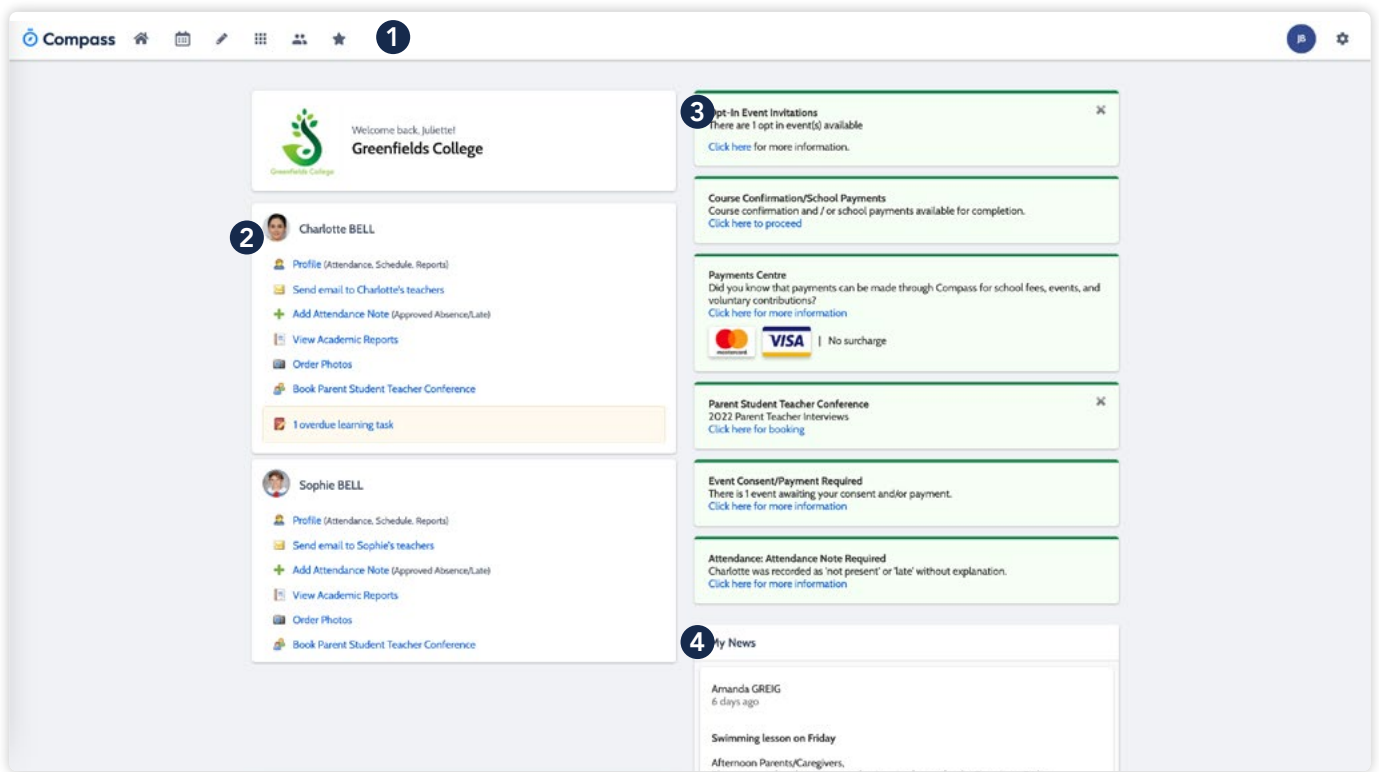 Compass
1
JB
Welcome back, Juliette!
Greenfields College
Greenfields College
2
Charlotte BELL
Profile (Attendance, Schedule, Reports)
Send email to Charlotte's teachers
Add Attendance Note (Approved Absence/Late)
View Academic Reports
Order Photos
Book Parent Student Teacher Conference
1 overdue learning task
Sophie BELL
Profile (Attendance, Schedule, Reports)
Send email to Sophie's teachers
Add Attendance Note (Approved Absence/Late)
View Academic Reports
Order Photos
Book Parent Student Teacher Conference
3
pt-In Event Invitations
There are 1 opt in event(s) available
Click here for more information.
Course Confirmation/School Payments
Course confirmation and / or school payments available for completion.
Click here to proceed
Payments Centre
Did you know that payments can be made through Compass for school fees, events, and
voluntary contributions?
Click here for more information
mastercard VISA | No surcharge
Parent Student Teacher Conference
2022 Parent Teacher Interviews
Click here for booking
Event Consent/Payment Required
There is 1 event awaiting your consent and/or payment.
Click here for more information
Attendance: Attendance Note Required
Charlotte was recorded as 'not present' or 'late' without explanation.
Click here for more information
4
My News
Amanda GREIG
6 days ago
Swimming lesson on Friday
Afternoon Parents/Caregivers,